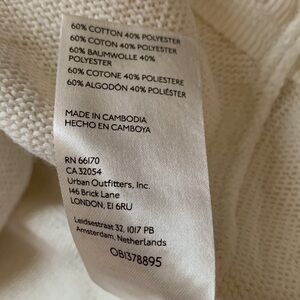 60% COTTON 40% POLYESTER
60% COTON 40% POLYESTER
60% BAUMWOLLE 40%
POLYESTER
60% COTONE 40% POLIESTERE
60% ALGODÓN 40% POLIÉSTER
MADE IN CAMBODIA
HECHO EN CAMBOYA
RN 66170
CA 32054
Urban Outfitters, Inc.
146 Brick Lane
LONDON, E1 6RU
Leidsestraat 32, 1017 PB
Amsterdam, Netherlands
OB1378895